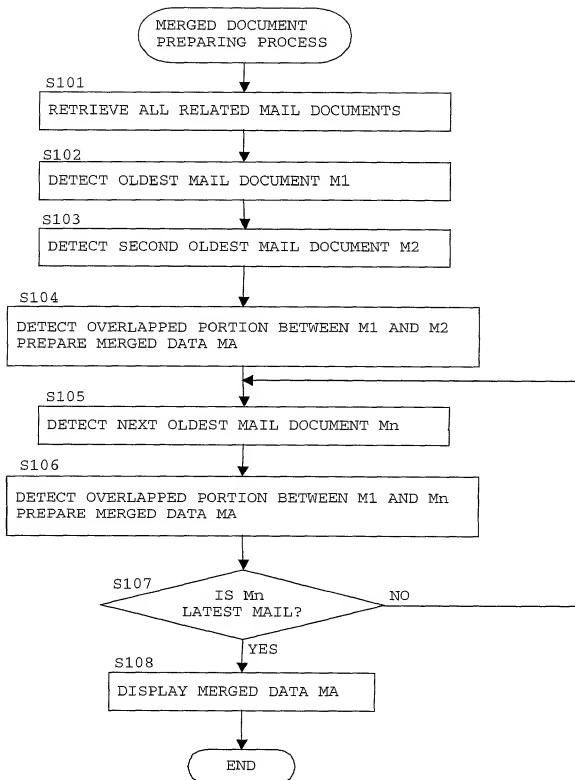 MERGED DOCUMENT
PREPARING PROCESS
S101
RETRIEVE ALL RELATED MAIL DOCUMENTS
S102
DETECT OLDEST MAIL DOCUMENT M1
S103
DETECT SECOND OLDEST MAIL DOCUMENT M2
S104
DETECT OVERLAPPED PORTION BETWEEN M1 AND M2
PREPARE MERGED DATA MA
S105
DETECT NEXT OLDEST MAIL DOCUMENT Mn
S106
DETECT OVERLAPPED PORTION BETWEEN M1 AND Mn
PREPARE MERGED DATA MA
S107
IS Mn
LATEST MAIL?
NO
YES
S108
DISPLAY MERGED DATA MA
END